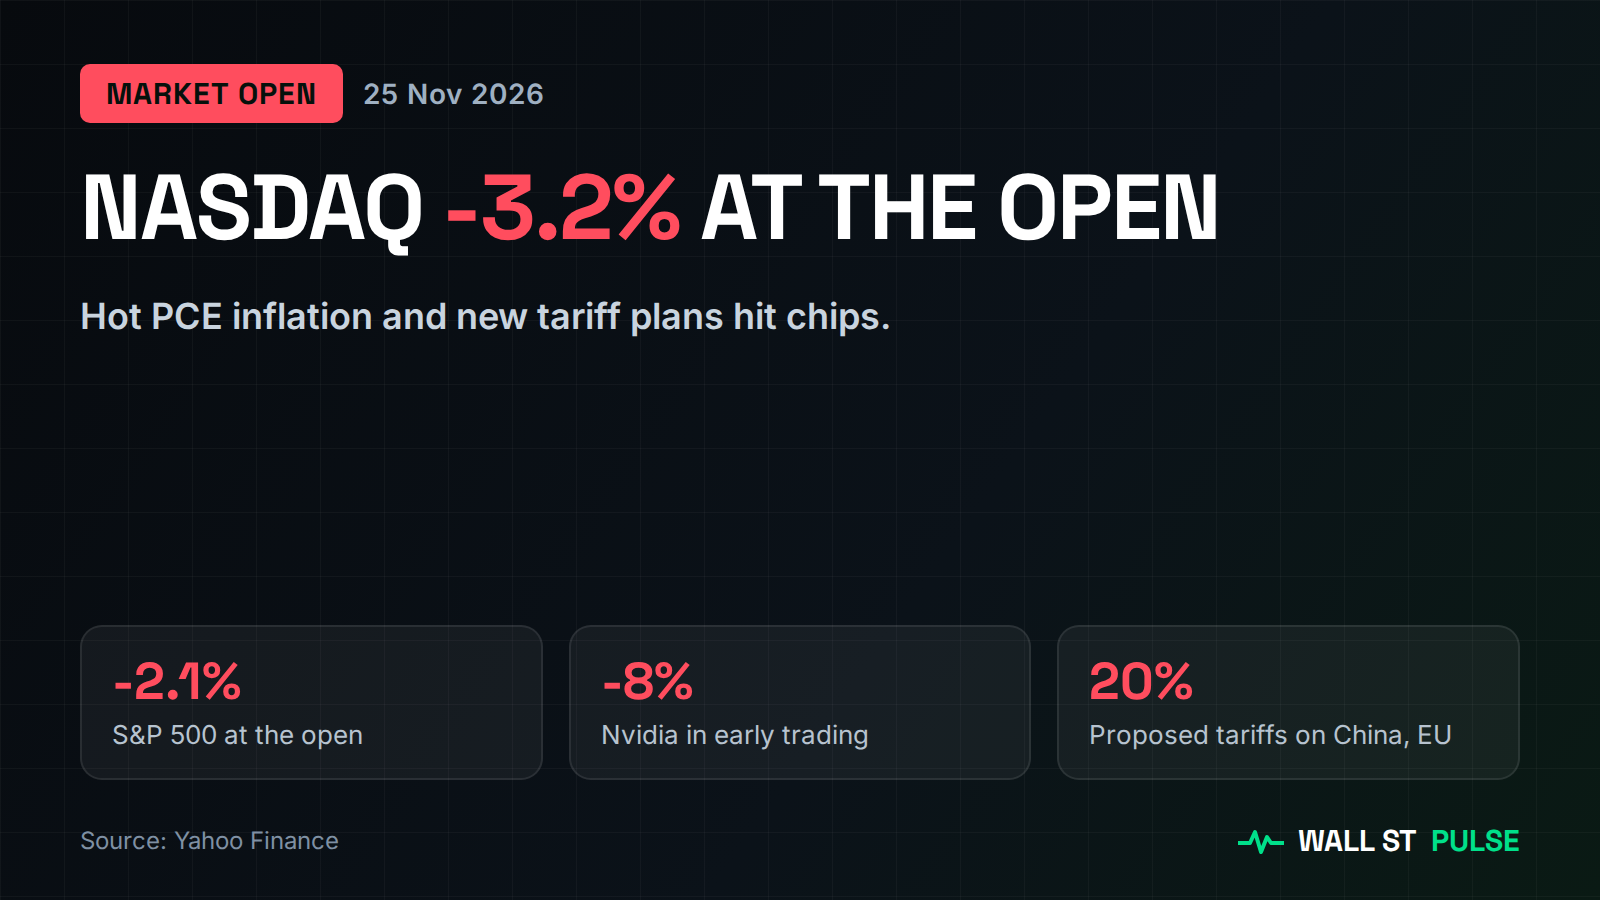 MARKET OPEN 25 Nov 2026
NASDAQ -3.2% AT THE OPEN
Hot PCE inflation and new tariff plans hit chips.
-2.1%
S&P 500 at the open
-8%
Nvidia in early trading
20%
Proposed tariffs on China, EU
Source: Yahoo Finance
WALL ST PULSE